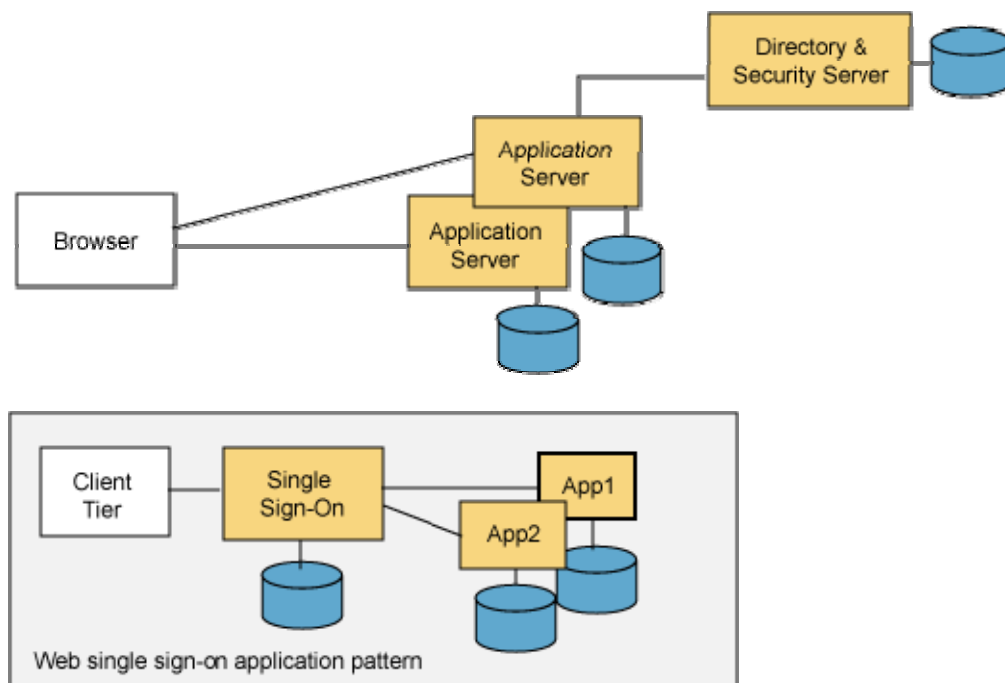 Directory &
Security Server
Application
Server
Browser
Application
Server
Client
Tier
Single
Sign-On
App1
App2
Web single sign-on application pattern